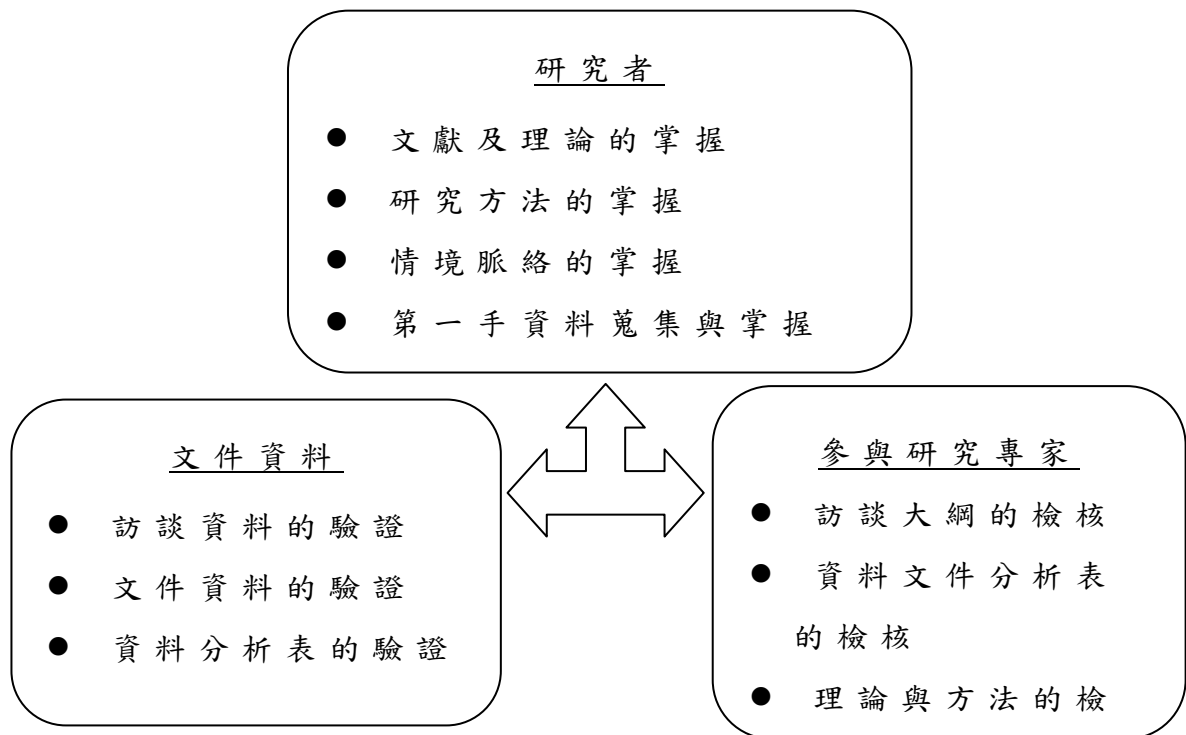 研究者
● 文獻及理論的掌握
● 研究方法的掌握
● 情境脈絡的掌握
● 第一手資料蒐集與掌握
文件資料
● 訪談資料的驗證
● 文件資料的驗證
● 資料分析表的驗證
參與研究專家
● 訪談大綱的檢核
● 資料文件分析表
的檢核
● 理論與方法的檢